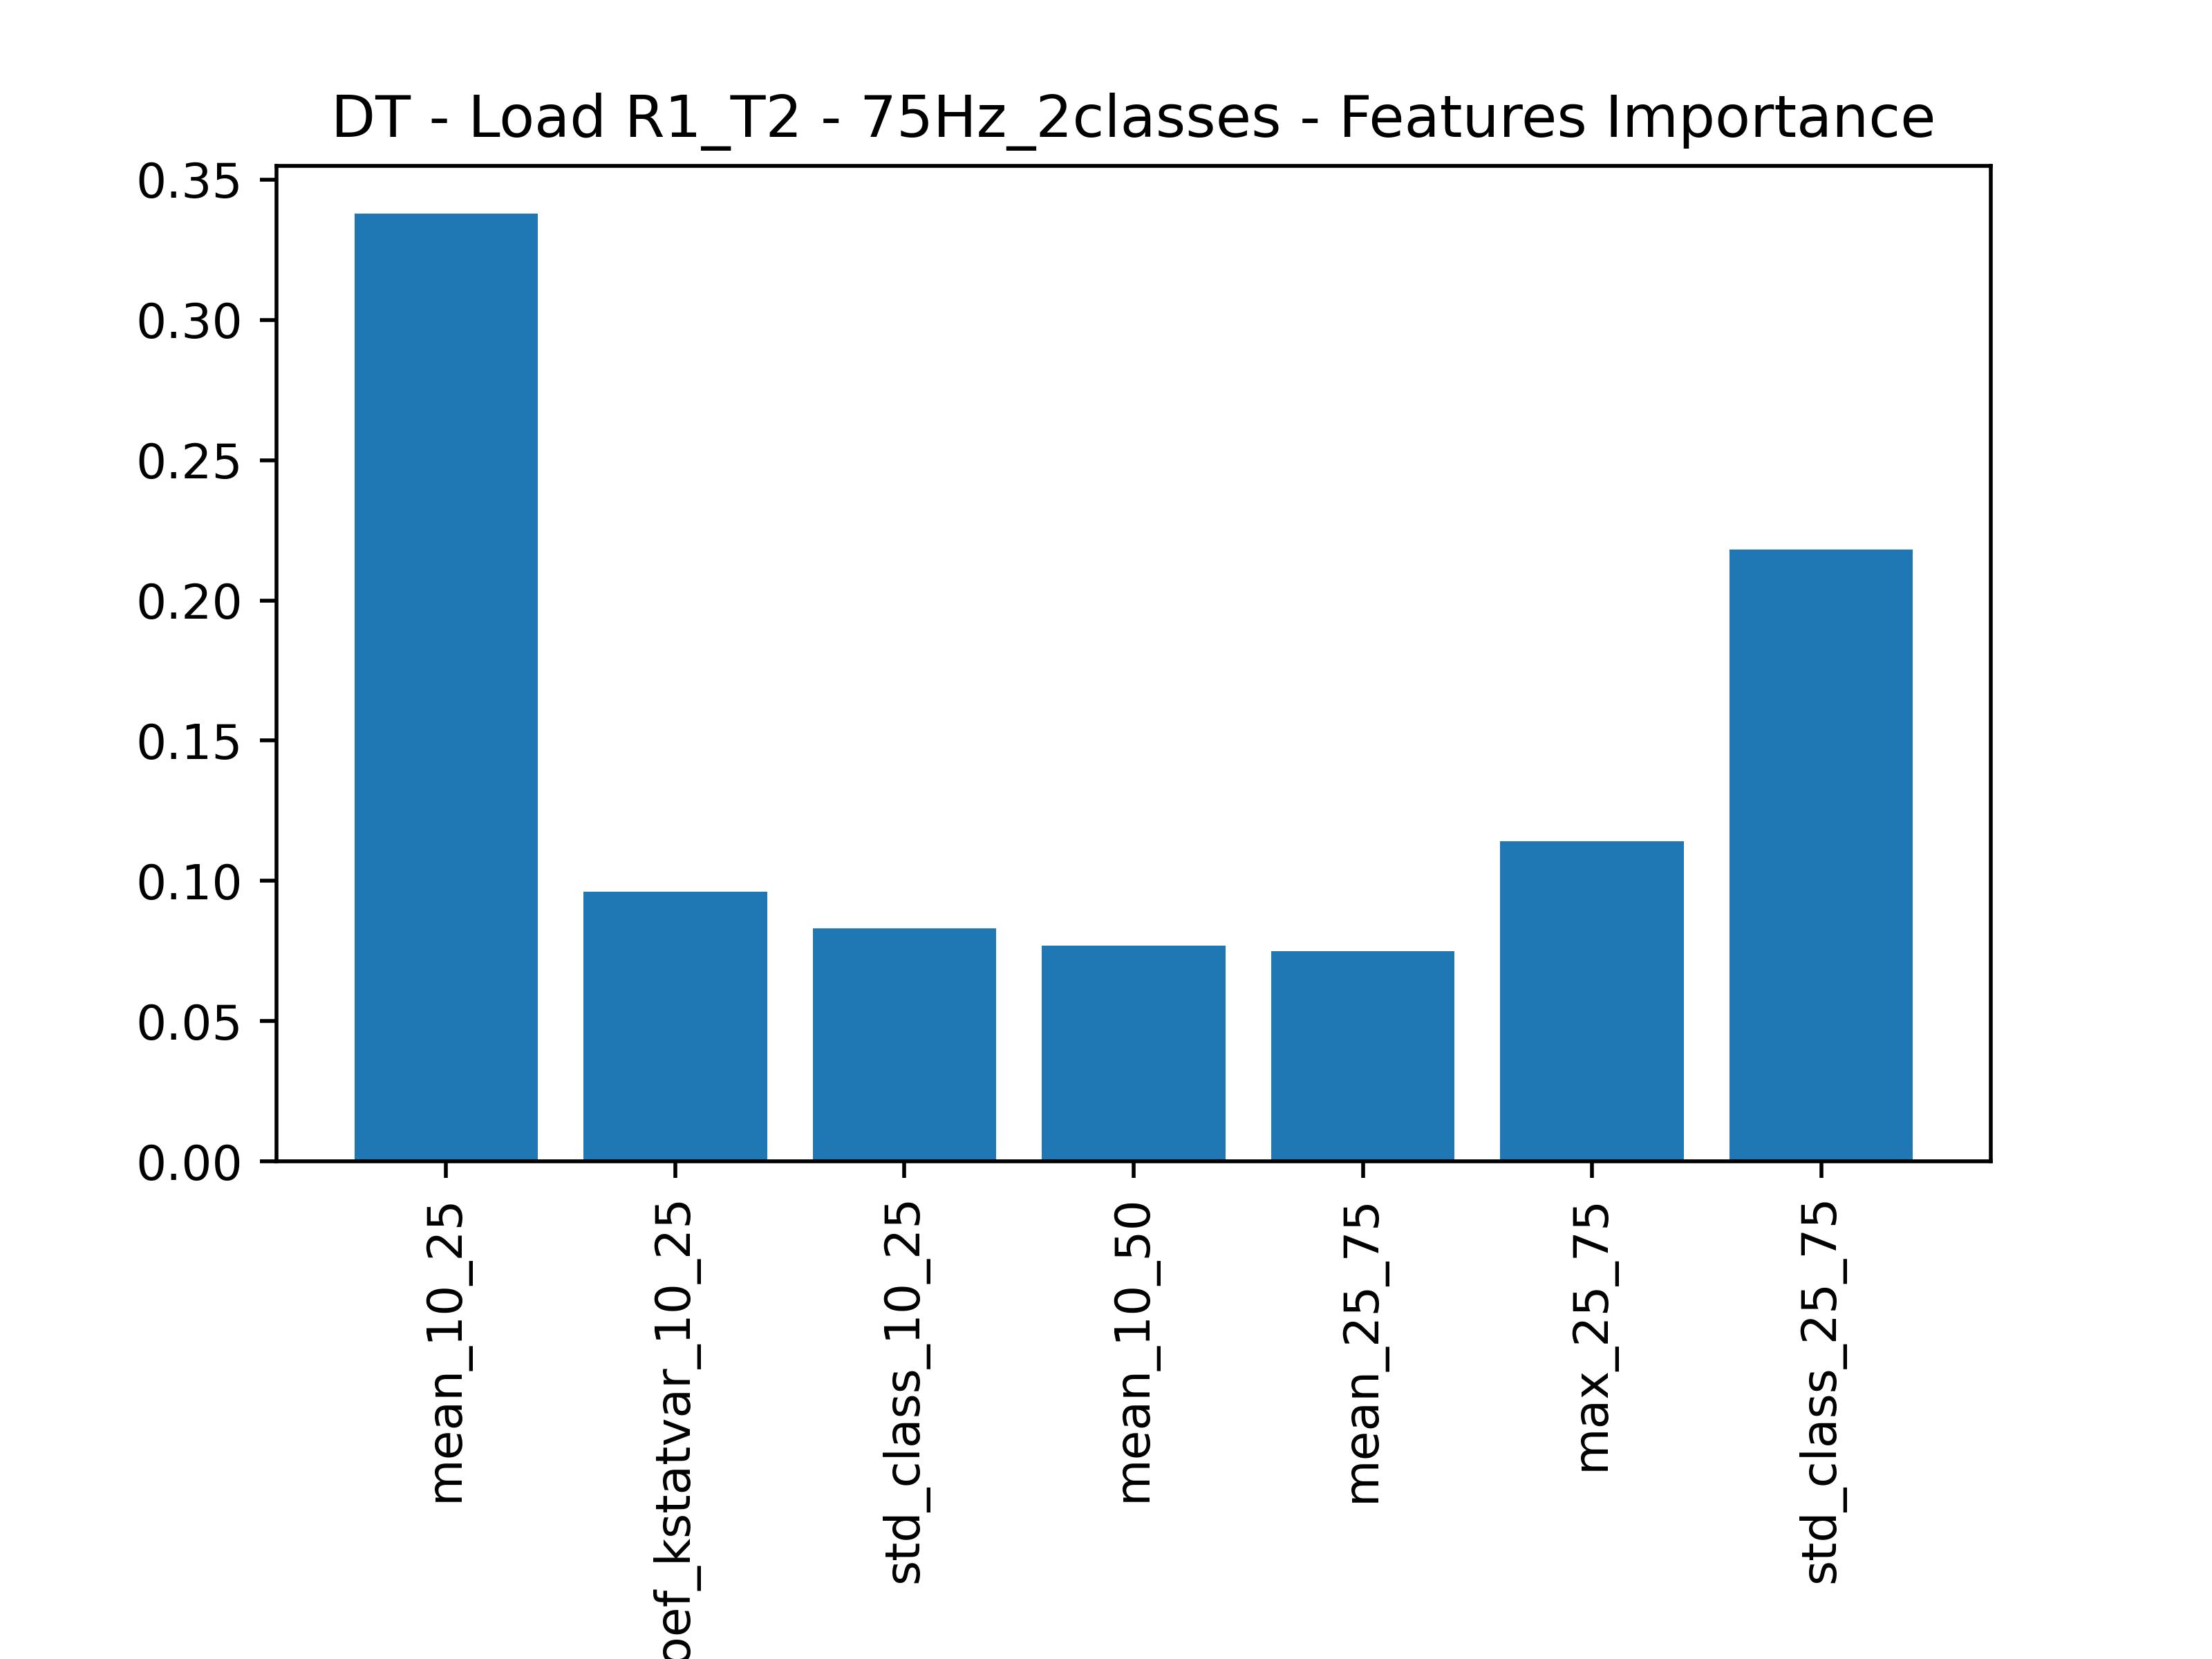 DT - Load R1_T2 - 75Hz_2classes - Features Importance
0.35
0.30
0.25
0.20
0.15
0.10
0.05
0.00
mean_10_25
oef_kstatvar_10_25
std_class_10_25
mean_10_50
mean_25_75
max_25_75
std_class_25_75